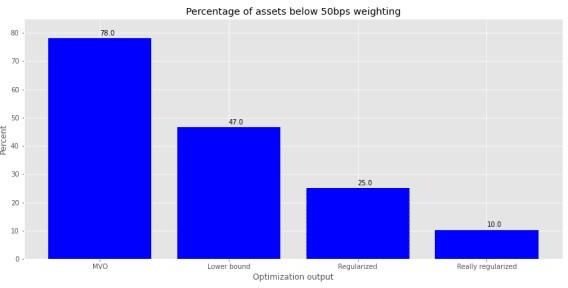 Percentage of assets below 50bps weighting
Percent
80
70
60
50
40
30
20
10
0
78.0
47.0
25.0
10.0
MVO
Lower bound
Regularized
Really regularized
Optimization output